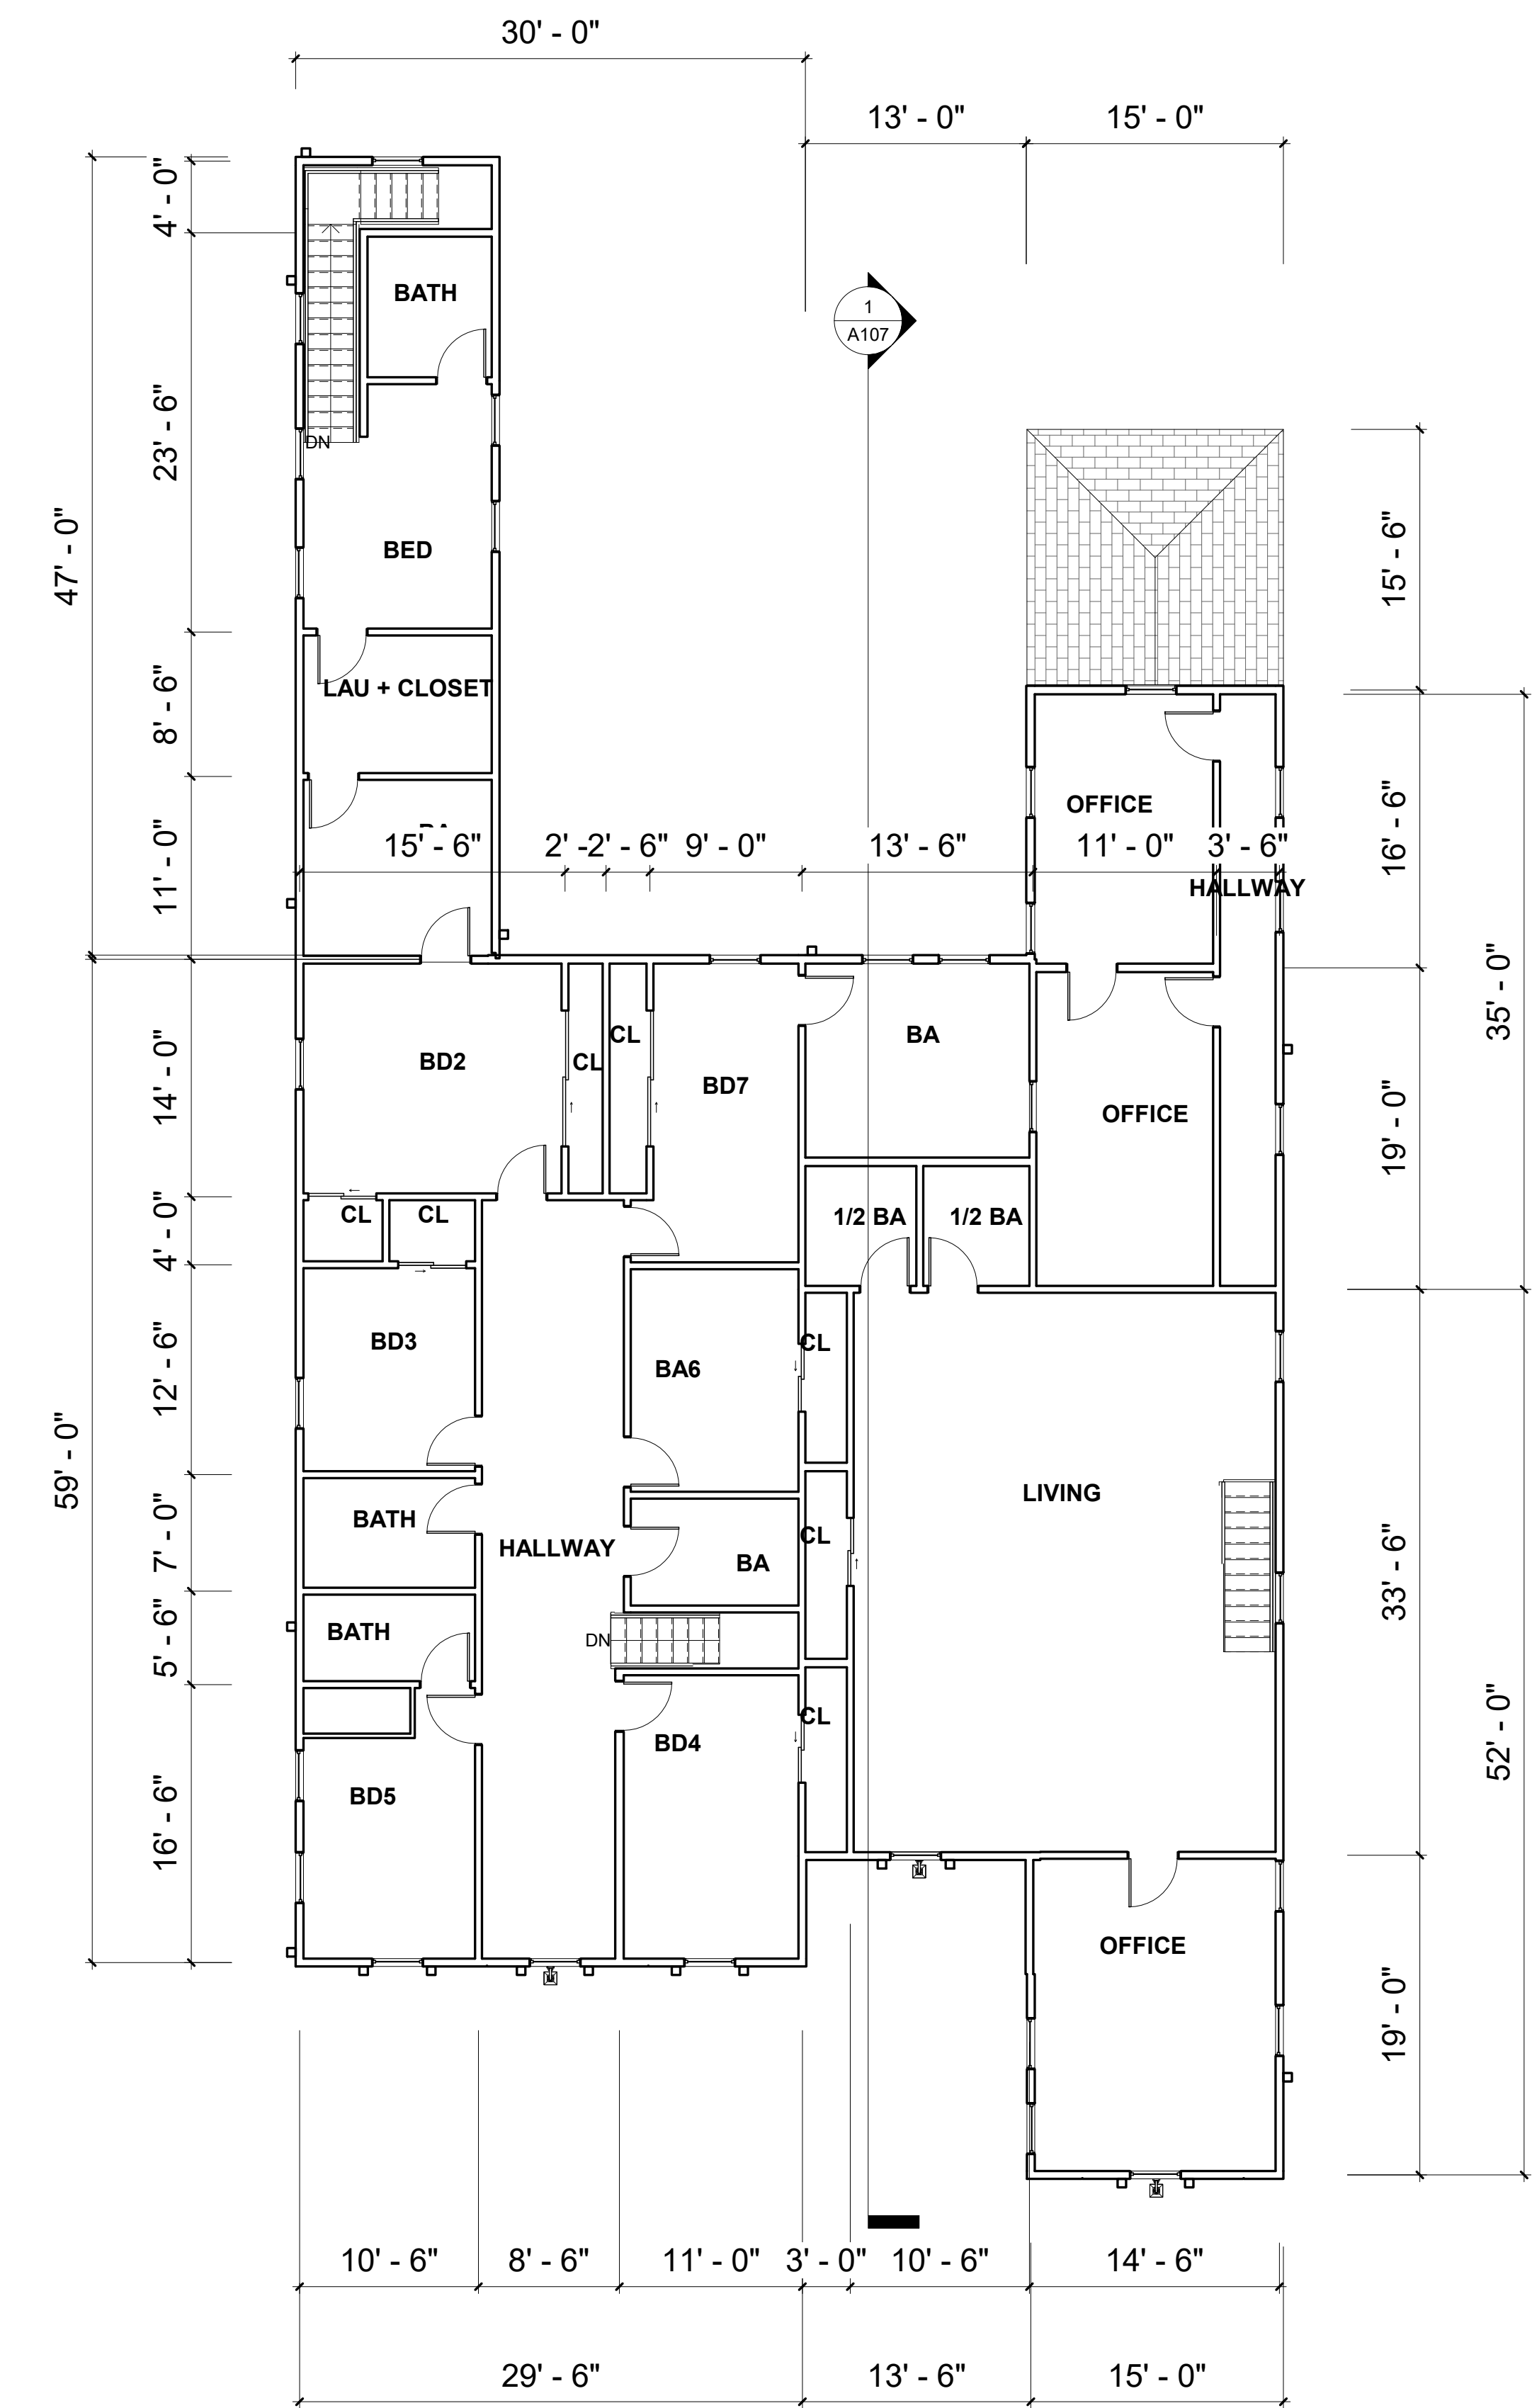 30' - 0"
13' - 0"
15' - 0"
4' - 0"
BATH
1
A107
23' - 6"
DN
47' - 0"
BED
15' - 6"
8' - 6"
LAU + CLOSET
OFFICE
16' - 6"
11' - 0"
15' - 6"
2' -
2' - 6"
9' - 0"
13' - 6"
11' - 0"
3' - 6"
HALLWAY
35' - 0"
14' - 0"
BD2
CL
CL
BD7
BA
OFFICE
19' - 0"
4' - 0"
CL
CL
1/2 BA
1/2 BA
12' - 6"
BD3
BA6
CL
59' - 0"
LIVING
7' - 0"
BATH
HALLWAY
BA
CL
33' - 6"
5' - 6"
BATH
DN
16' - 6"
BD5
BD4
CL
52' - 0"
OFFICE
19' - 0"
10' - 6"
8' - 6"
11' - 0"
3' - 0"
10' - 6"
14' - 6"
29' - 6"
13' - 6"
15' - 0"